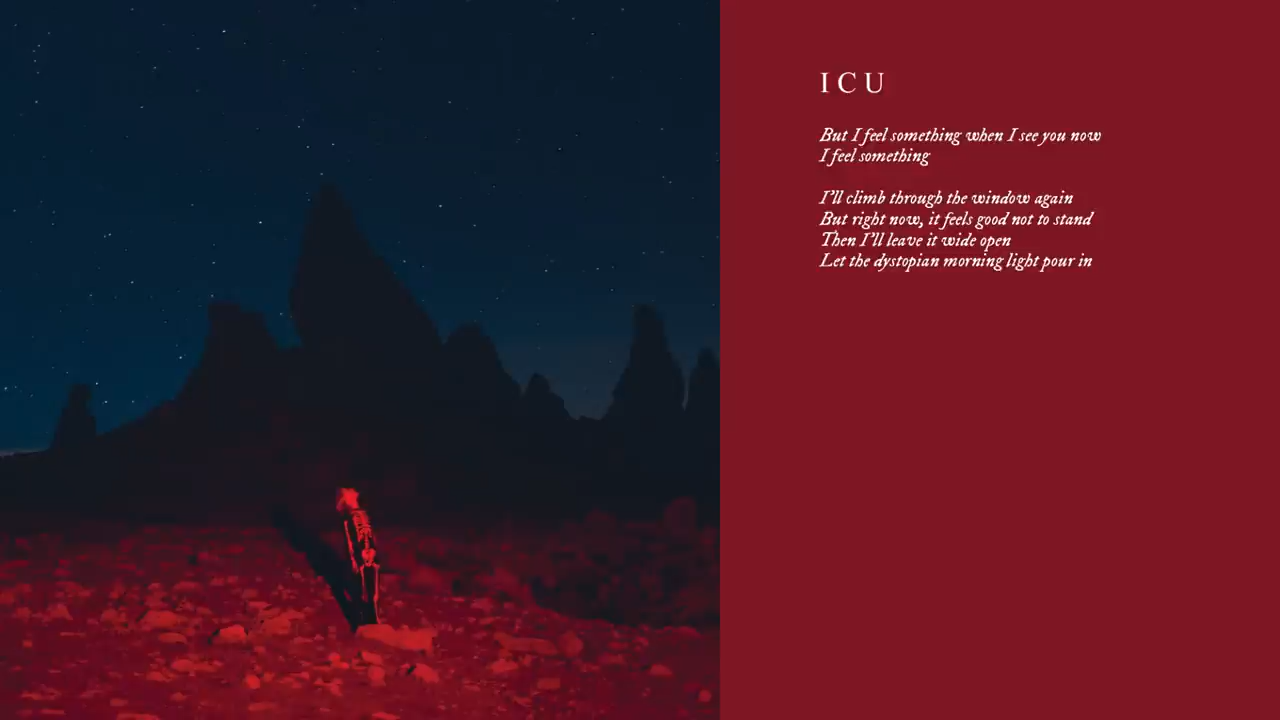 ICU
But I feel something when I see you now
I feel something
I'll climb through the window again
But right now, it feels good not to stand
Then I'll leave it wide open
Let the dystopian morning light pour in